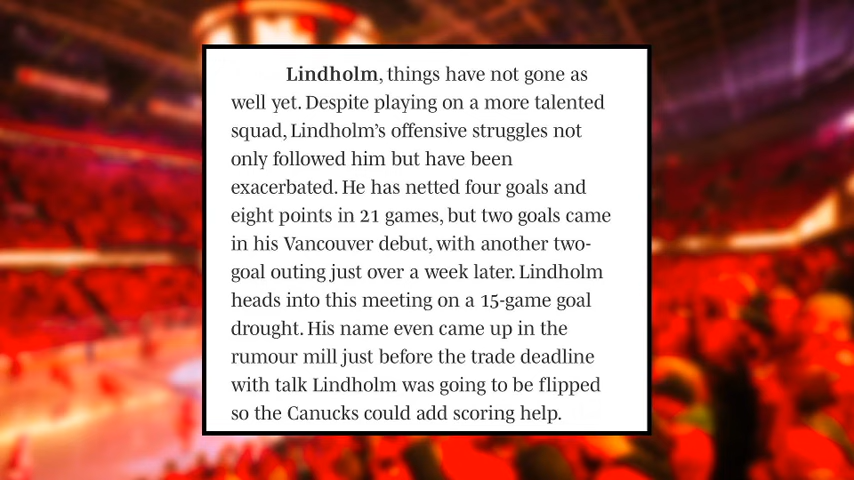 Lindholm, things have not gone as
well yet. Despite playing on a more talented
squad, Lindholm’s offensive struggles not
only followed him but have been
exacerbated. He has netted four goals and
eight points in 21 games, but two goals came
in his Vancouver debut, with another two-
goal outing just over a week later. Lindholm
heads into this meeting on a 15-game goal
drought. His name even came up in the
rumour mill just before the trade deadline
with talk Lindholm was going to be flipped
so the Canucks could add scoring help.